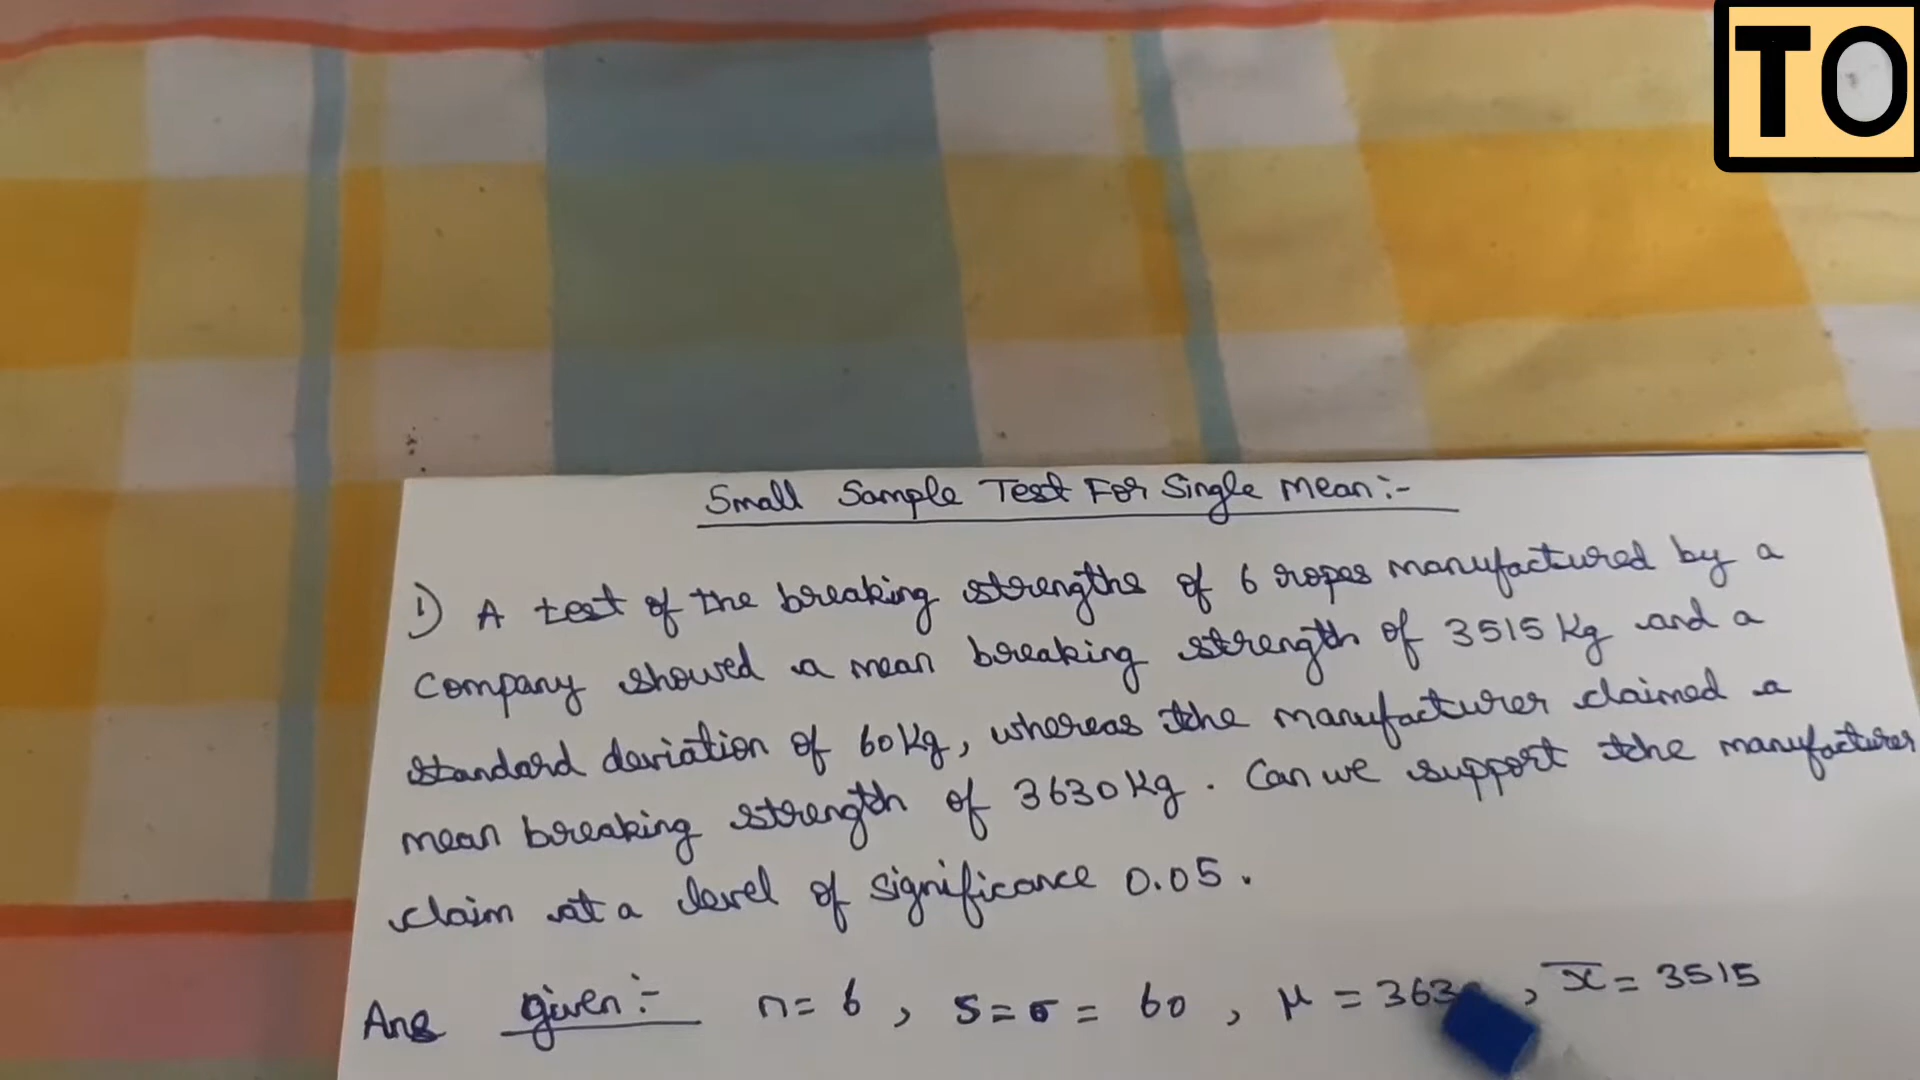 TO
Small Sample Test For Single Mean:-
1) A test of the breaking strengths of 6 ropes manufactured by a
company showed a mean breaking strength of 3515 kg and a
standard deviation of 60kg, whereas the manufacturer claimed a
mean breaking strength of 3630kg. Can we support the manufacturer
claim at a level of significance 0.05.
Ans given:- n=6, s=σ= 60, μ = 363 , x̄ = 3515